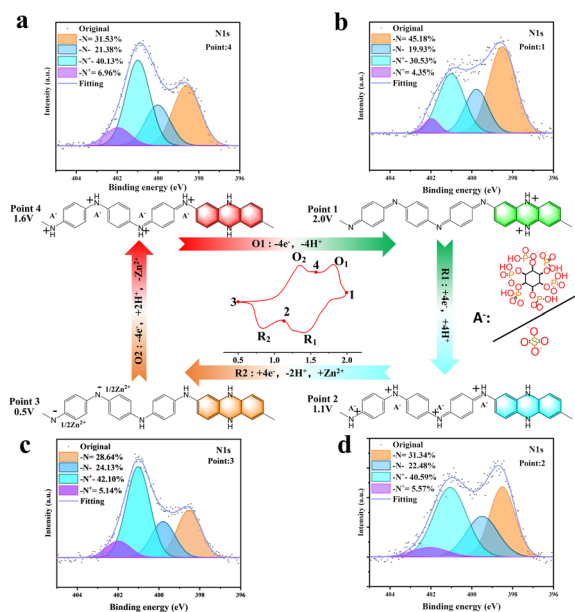 a
Original
-N= 31.53%
-N- 21.38%
-N⁺- 40.13%
-N⁺= 6.96%
Fitting
N1s
Point:4
Intensity (a.u.)
404 402 400 398 396
Binding energy (eV)
b
Original
-N= 45.18%
-N- 19.93%
-N⁺- 30.53%
-N⁺= 4.35%
Fitting
N1s
Point:1
Intensity (a.u.)
404 402 400 398 396
Binding energy (eV)
Point 4
1.6V
Point 1
2.0V
O1 : -4e⁻, -4H⁺
O2 : -4e⁻, +2H⁺, -Zn²⁺
R1 : +4e⁻, +4H⁺
R2 : +4e⁻, -2H⁺, +Zn²⁺
O₂ 4 O₁
3 2 1
R₂ R₁
0.5 1.0 1.5 2.0
A⁻:
Point 3
0.5V
1/2Zn²⁺
1/2Zn²⁺
Point 2
1.1V
c
Original
-N= 28.64%
-N- 24.13%
-N⁺- 42.10%
-N⁺= 5.14%
Fitting
N1s
Point:3
Intensity (a.u.)
404 402 400 398 396
Binding energy (eV)
d
Original
-N= 31.34%
-N- 22.48%
-N⁺- 40.59%
-N⁺= 5.57%
Fitting
N1s
Point:2
Intensity (a.u.)
404 402 400 398 396
Binding energy (eV)